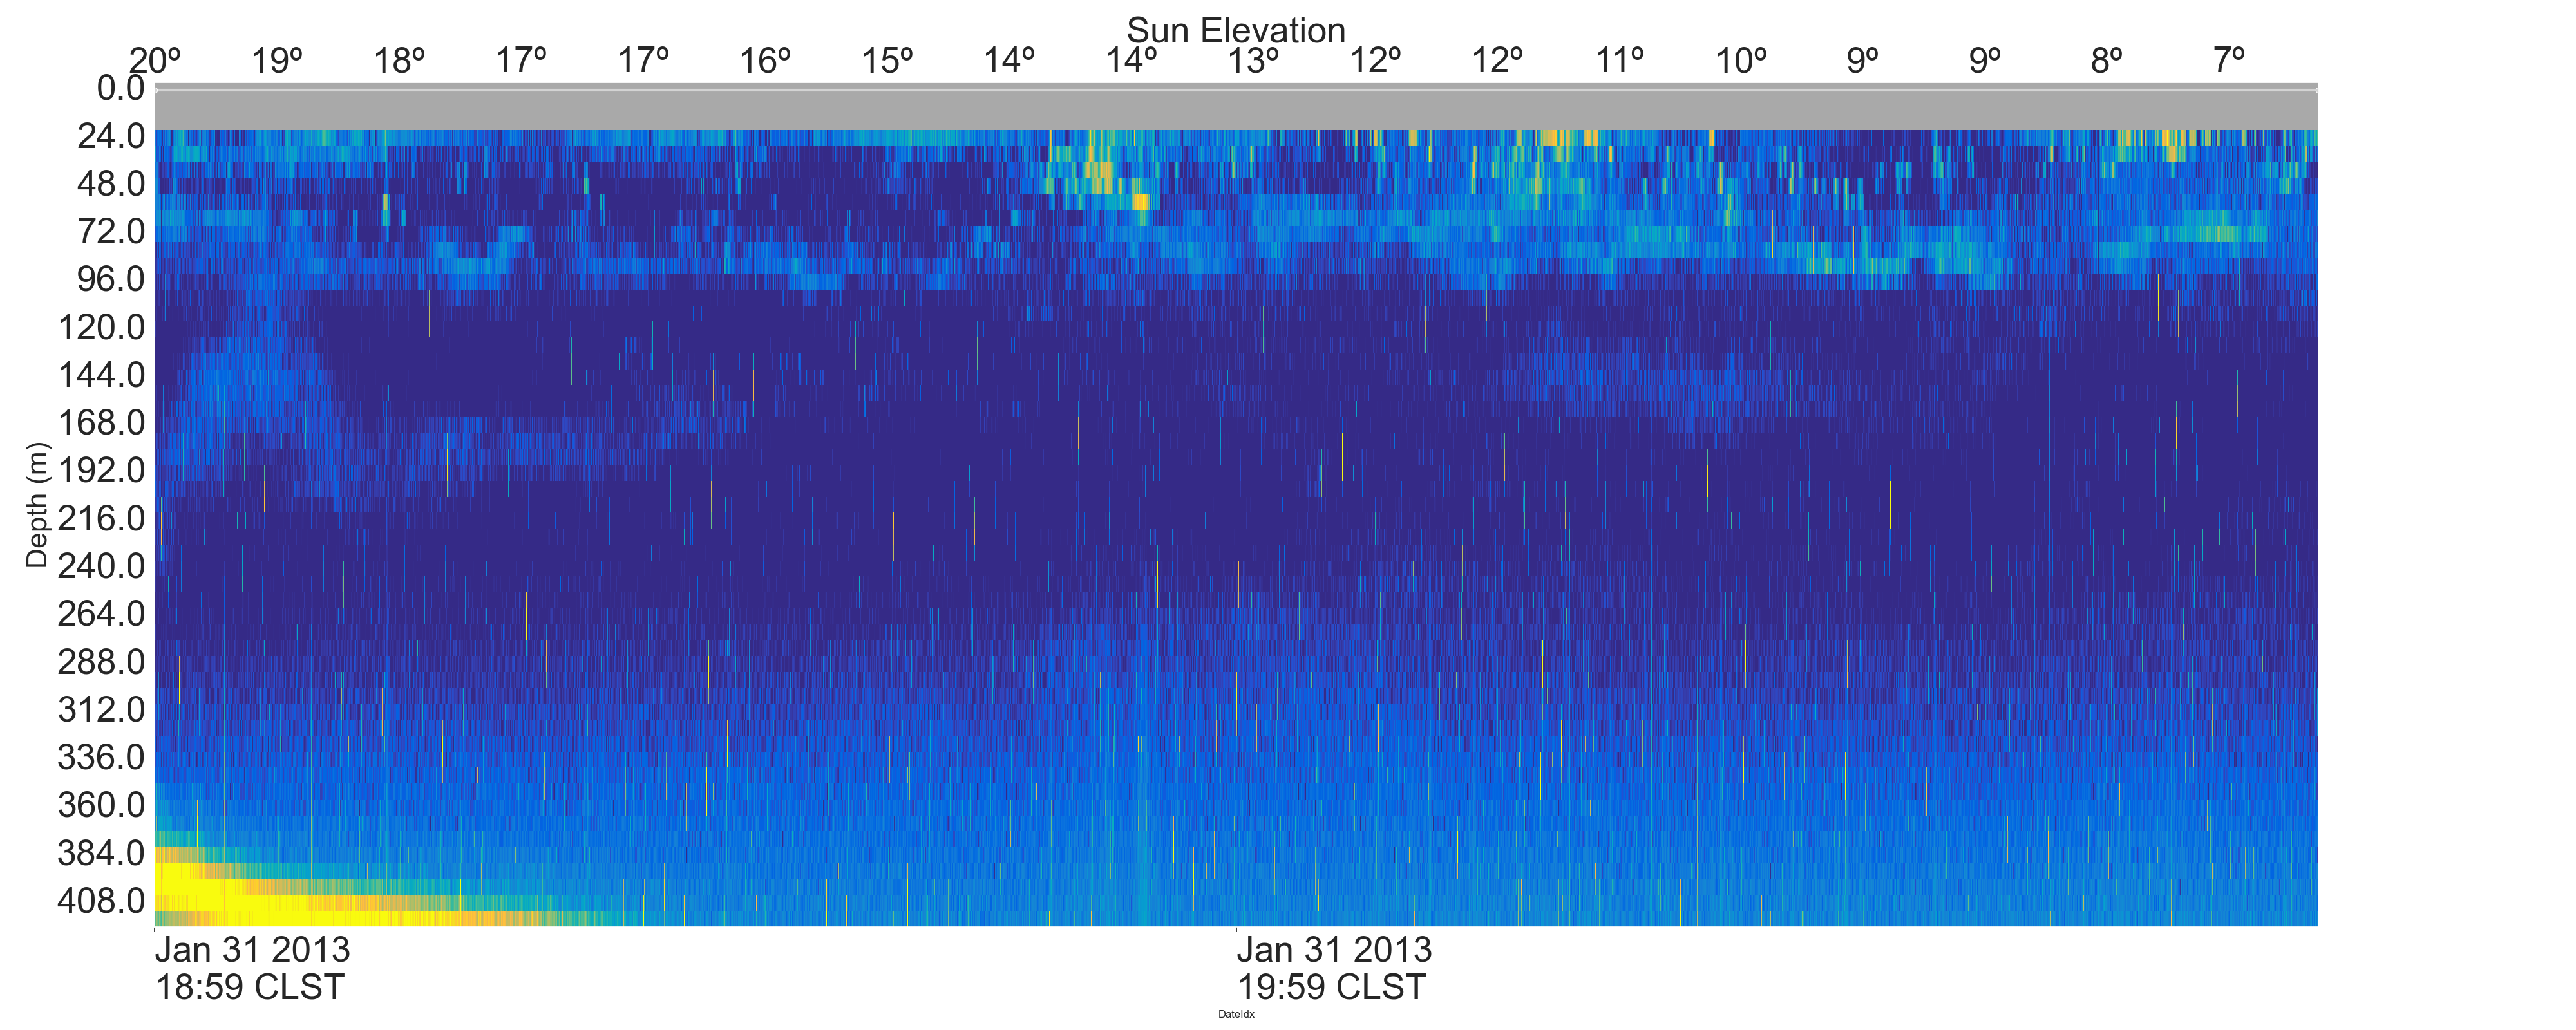 Sun Elevation
20º 19º 18º 17º 17º 16º 15º 14º 14º 13º 12º 12º 11º 10º 9º 9º 8º 7º
0.0
24.0
48.0
72.0
96.0
120.0
144.0
168.0
192.0
216.0
240.0
264.0
288.0
312.0
336.0
360.0
384.0
408.0
Depth (m)
Jan 31 2013
18:59 CLST
Jan 31 2013
19:59 CLST
DateIdx